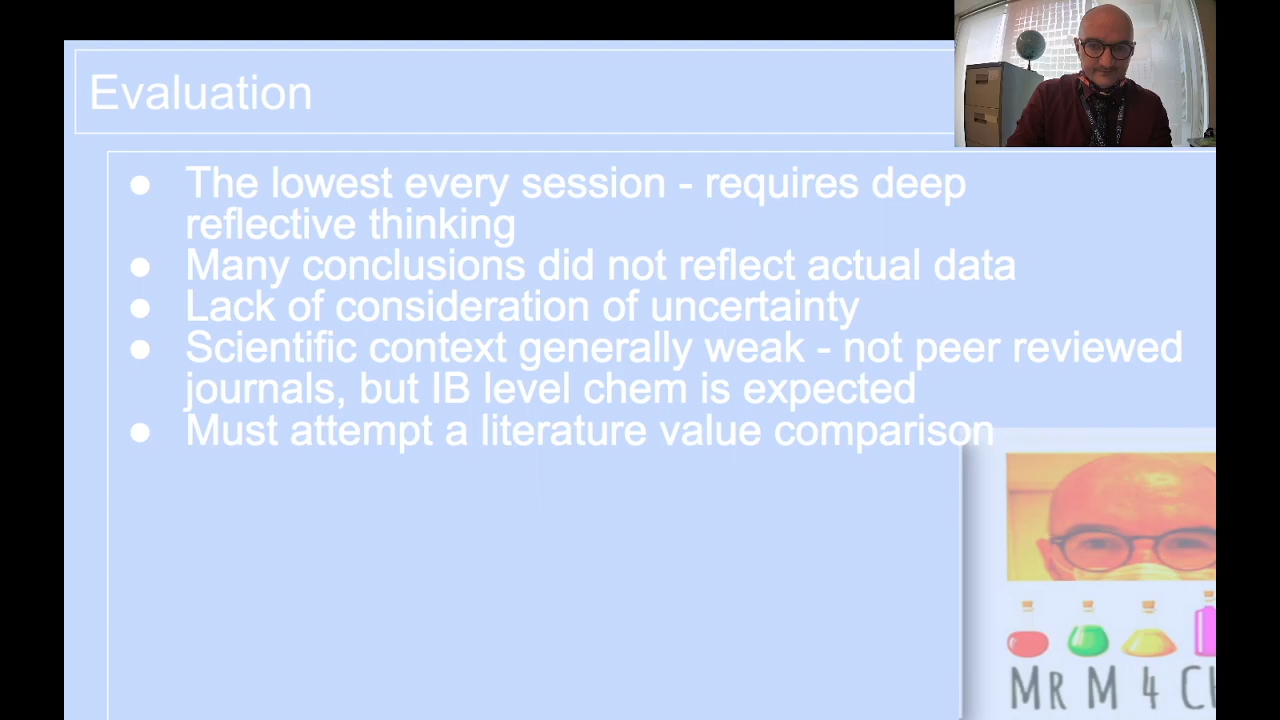 Evaluation
● The lowest every session - requires deep
reflective thinking
● Many conclusions did not reflect actual data
● Lack of consideration of uncertainty
● Scientific context generally weak - not peer reviewed
journals, but IB level chem is expected
● Must attempt a literature value comparison
MR M 4 C